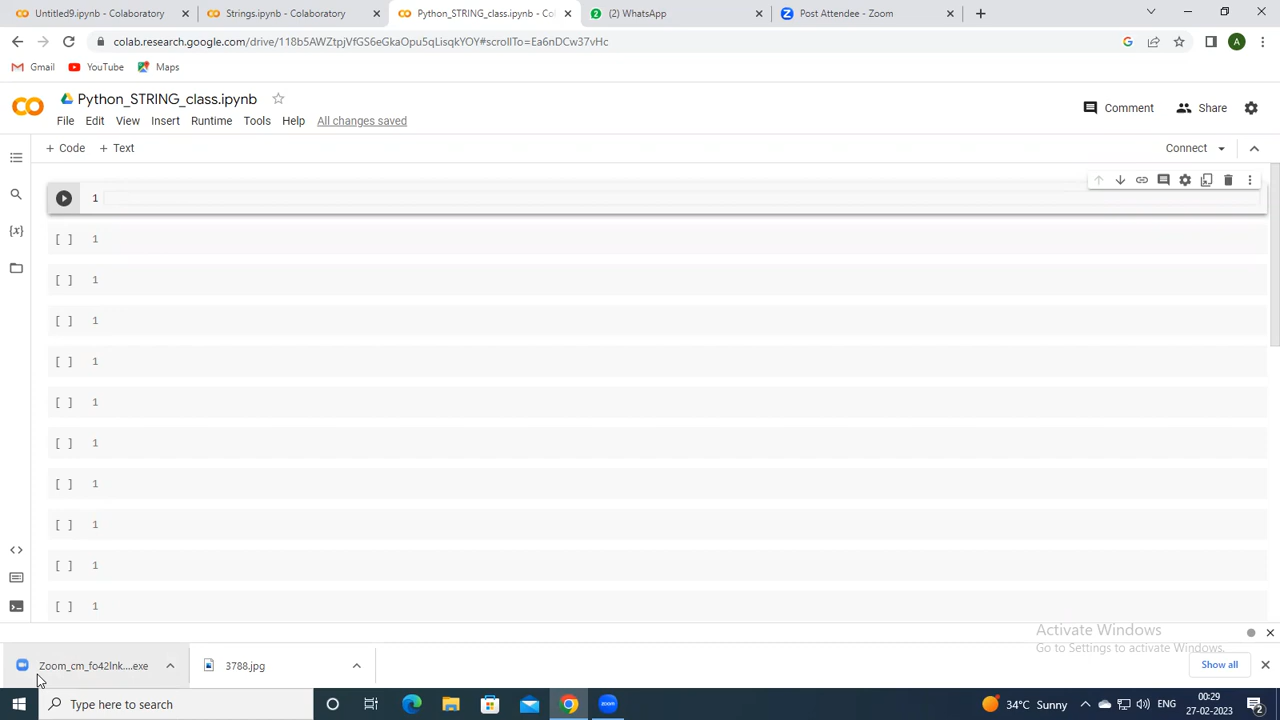 Untitled9.ipynb - Colaboratory
Strings.ipynb - Colaboratory
Python_STRING_class.ipynb - Col
(2) WhatsApp
Post Attendee - Zoom
colab.research.google.com/drive/118b5AWZtpjVfGS6eGkaOpu5qLisqkYOY#scrollTo=Ea6nDCw37vHc
A
Gmail
YouTube
Maps
Python_STRING_class.ipynb
File Edit View Insert Runtime Tools Help All changes saved
Comment
Share
+ Code + Text
Connect
1
[ ] 1
[ ] 1
[ ] 1
[ ] 1
[ ] 1
[ ] 1
[ ] 1
[ ] 1
[ ] 1
[ ] 1
Activate Windows
Go to Settings to activate Windows.
Zoom_cm_fo42lnk....exe
3788.jpg
Show all
Type here to search
zoom
34°C Sunny
ENG
00:29
27-02-2023
2